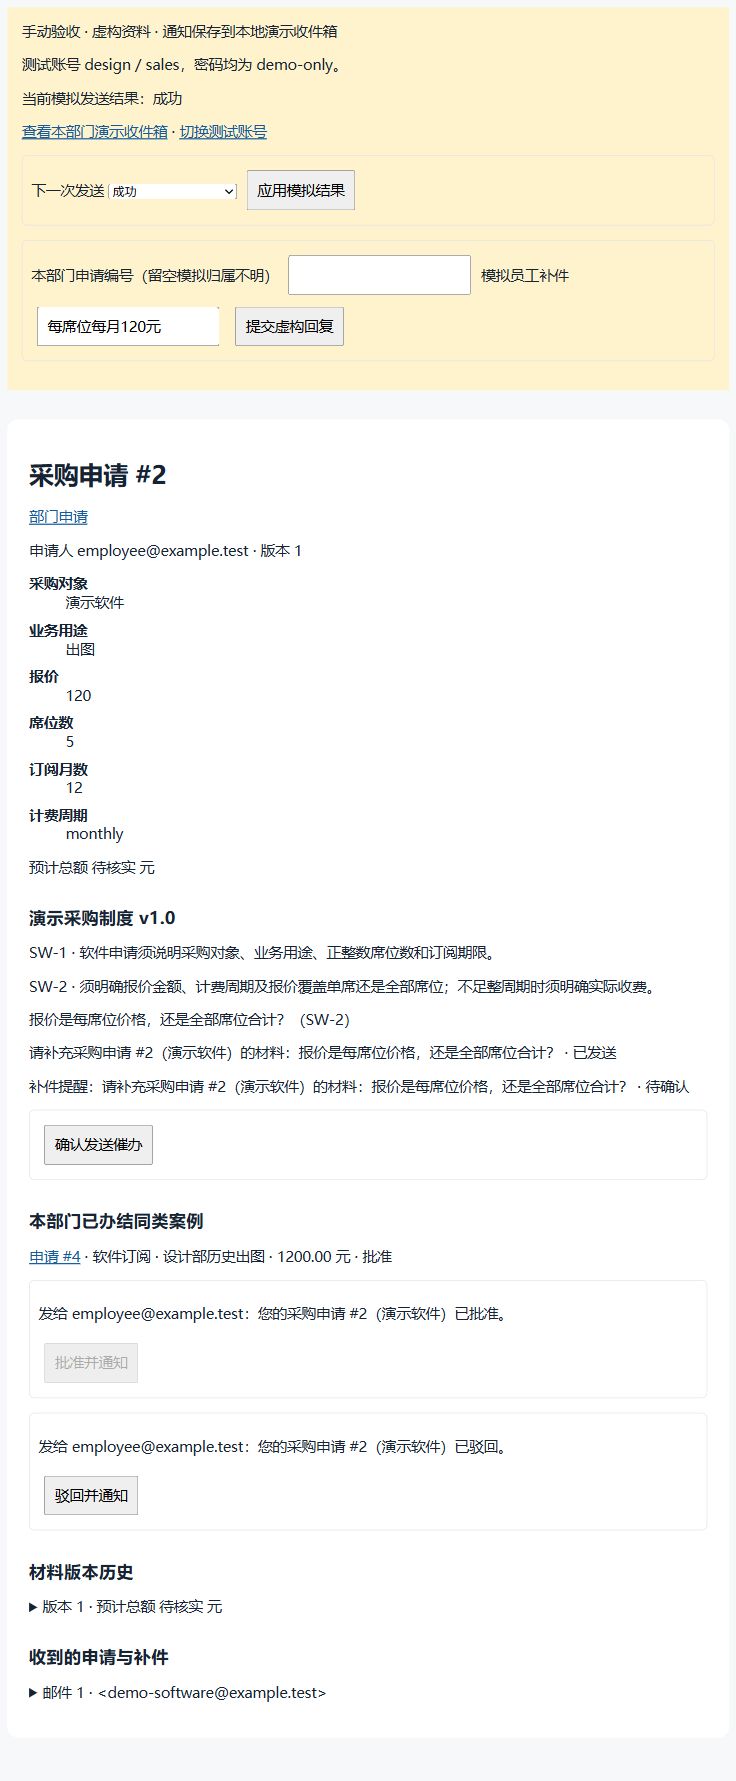 手动验收 · 虚构资料 · 通知保存到本地演示收件箱
测试账号 design / sales，密码均为 demo-only。
当前模拟发送结果：成功
查看本部门演示收件箱 · 切换测试账号
下一次发送 成功 应用模拟结果
本部门申请编号（留空模拟归属不明） 模拟员工补件
每席位每月120元 提交虚构回复
采购申请 #2
部门申请
申请人 employee@example.test · 版本 1
采购对象
演示软件
业务用途
出图
报价
120
席位数
5
订阅月数
12
计费周期
monthly
预计总额 待核实 元
演示采购制度 v1.0
SW-1 · 软件申请须说明采购对象、业务用途、正整数席位数和订阅期限。
SW-2 · 须明确报价金额、计费周期及报价覆盖单席还是全部席位；不足整周期时须明确实际收费。
报价是每席位价格，还是全部席位合计？（SW-2）
请补充采购申请 #2（演示软件）的材料：报价是每席位价格，还是全部席位合计？ · 已发送
补件提醒：请补充采购申请 #2（演示软件）的材料：报价是每席位价格，还是全部席位合计？ · 待确认
确认发送催办
本部门已办结同类案例
申请 #4 · 软件订阅 · 设计部历史出图 · 1200.00 元 · 批准
发给 employee@example.test：您的采购申请 #2（演示软件）已批准。
批准并通知
发给 employee@example.test：您的采购申请 #2（演示软件）已驳回。
驳回并通知
材料版本历史
▶ 版本 1 · 预计总额 待核实 元
收到的申请与补件
▶ 邮件 1 · <demo-software@example.test>